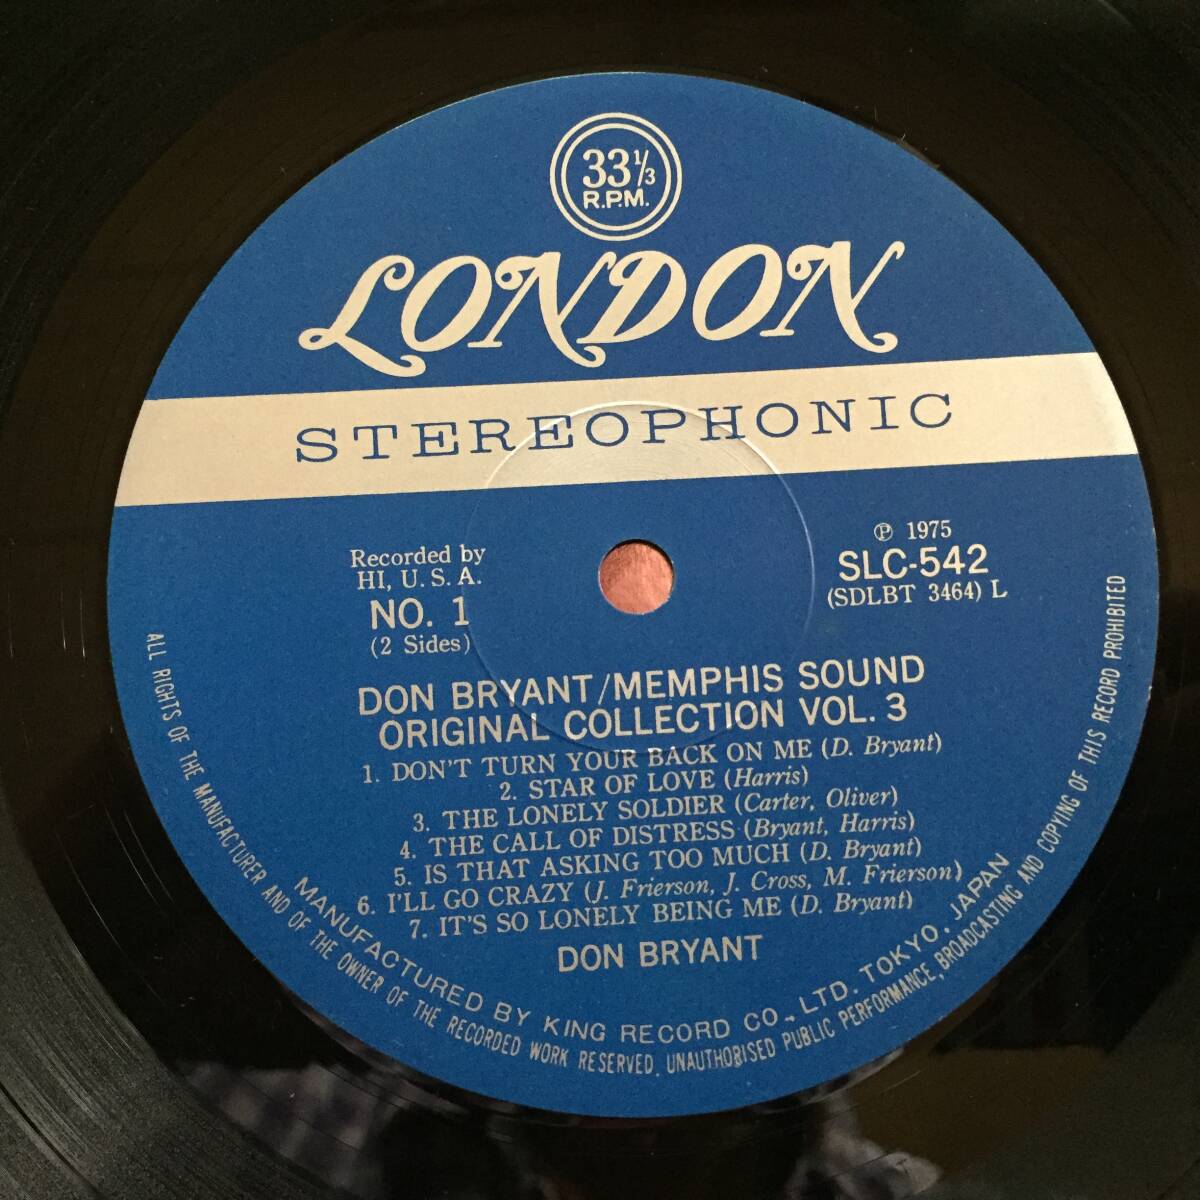 33 1/3
R.P.M.
LONDON
STEREOPHONIC
Recorded by
HI, U. S. A.
NO. 1
(2 Sides)
Ⓟ 1975
SLC-542
(SDLBT 3464) L
DON BRYANT/MEMPHIS SOUND
ORIGINAL COLLECTION VOL. 3
1. DON'T TURN YOUR BACK ON ME (D. Bryant)
2. STAR OF LOVE (Harris)
3. THE LONELY SOLDIER (Carter, Oliver)
4. THE CALL OF DISTRESS (Bryant, Harris)
5. IS THAT ASKING TOO MUCH (D. Bryant)
6. I'LL GO CRAZY (J. Frierson, J. Cross, M. Frierson)
7. IT'S SO LONELY BEING ME (D. Bryant)
DON BRYANT
MANUFACTURED BY KING RECORD CO., LTD. TOKYO, JAPAN
ALL RIGHTS OF THE MANUFACTURER AND OF THE OWNER OF THE RECORDED WORK RESERVED. UNAUTHORISED PUBLIC PERFORMANCE, BROADCASTING AND COPYING OF THIS RECORD PROHIBITED